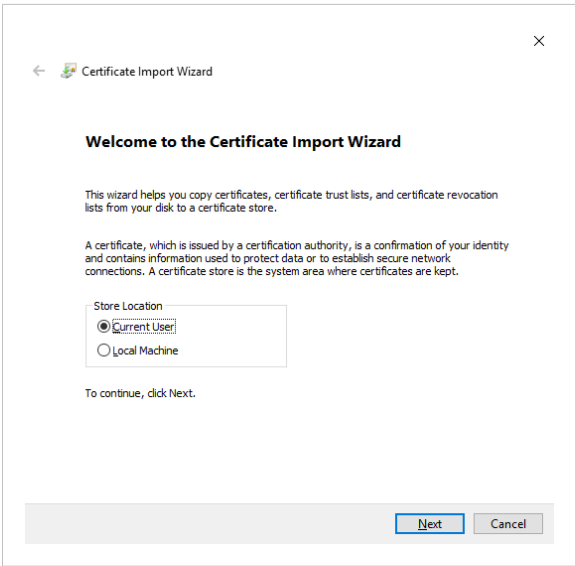 Certificate Import Wizard
Welcome to the Certificate Import Wizard
This wizard helps you copy certificates, certificate trust lists, and certificate revocation
lists from your disk to a certificate store.
A certificate, which is issued by a certification authority, is a confirmation of your identity
and contains information used to protect data or to establish secure network
connections. A certificate store is the system area where certificates are kept.
Store Location
Current User
Local Machine
To continue, click Next.
Next Cancel